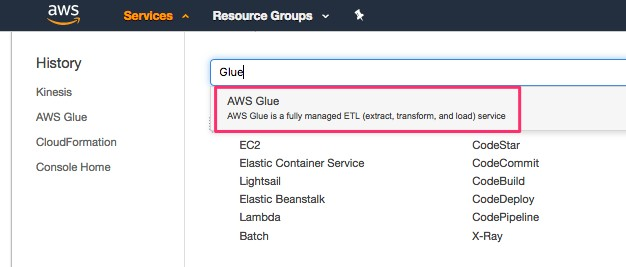 aws
Services
Resource Groups
History
Kinesis
AWS Glue
CloudFormation
Console Home
Glue
AWS Glue
AWS Glue is a fully managed ETL (extract, transform, and load) service
EC2
Elastic Container Service
Lightsail
Elastic Beanstalk
Lambda
Batch
CodeStar
CodeCommit
CodeBuild
CodeDeploy
CodePipeline
X-Ray